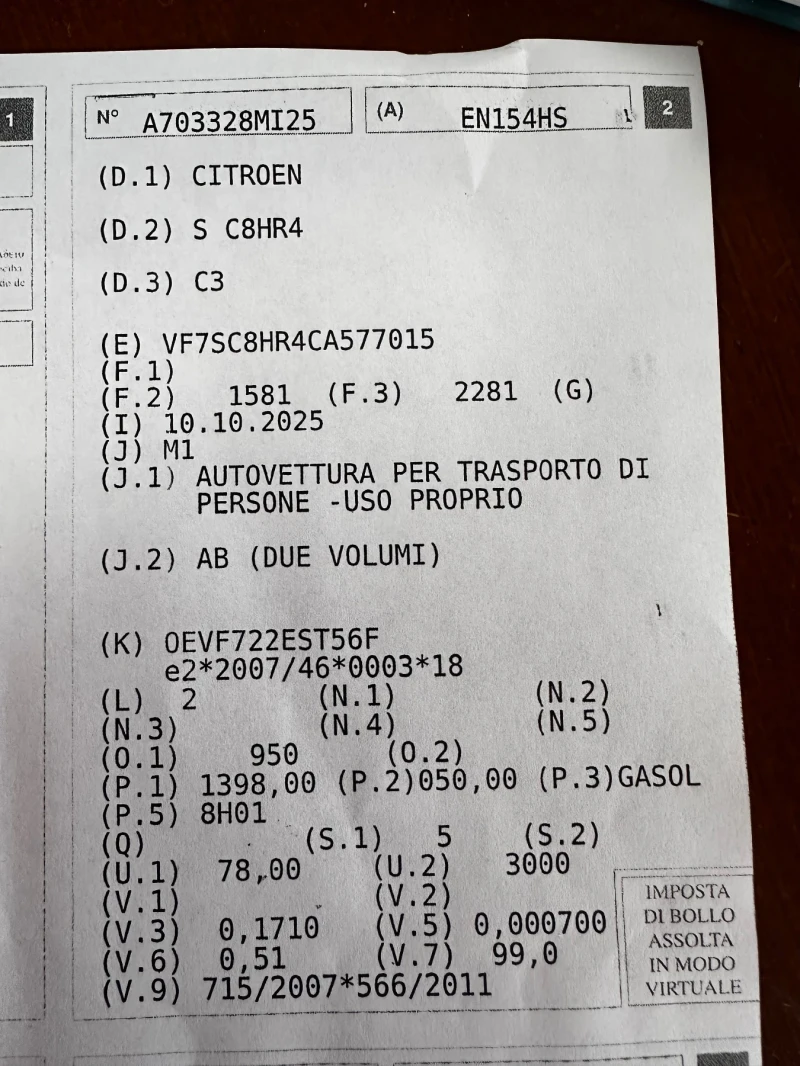 1
N° A703328MI25
(A) EN154HS
2
(D.1) CITROEN
(D.2) S C8HR4
(D.3) C3
(E) VF7SC8HR4CA577015
(F.1)
(F.2) 1581 (F.3) 2281 (G)
(I) 10.10.2025
(J) M1
(J.1) AUTOVETTURA PER TRASPORTO DI
PERSONE -USO PROPRIO
(J.2) AB (DUE VOLUMI)
(K) OEVF722EST56F
e2*2007/46*0003*18
(L) 2 (N.1) (N.2)
(N.3) (N.4) (N.5)
(O.1) 950 (O.2)
(P.1) 1398,00 (P.2)050,00 (P.3)GASOL
(P.5) 8H01
(Q) (S.1) 5 (S.2)
(U.1) 78,00 (U.2) 3000
(V.1) (V.2)
(V.3) 0,1710 (V.5) 0,000700
(V.6) 0,51 (V.7) 99,0
(V.9) 715/2007*566/2011
IMPOSTA
DI BOLLO
ASSOLTA
IN MODO
VIRTUALE